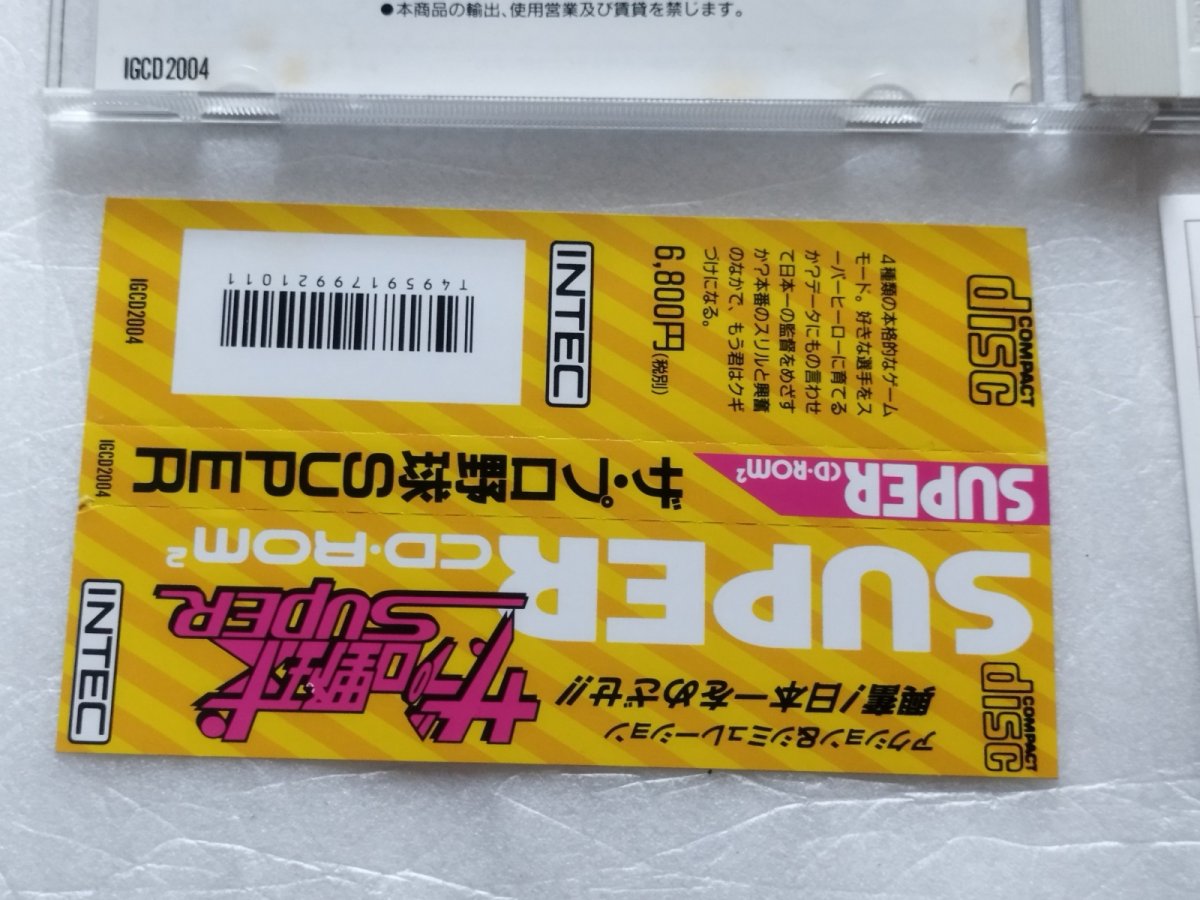 ●本商品の輸出、使用営業及び賃貸を禁じます。
IGCD2004
COMPACT
disc
4種類の本格的なゲーム
モード。好きな選手をス
ーパーヒーローに育てる
か?データにもの言わせ
て日本一の監督をめざす
か?本番のスリルと興奮
のなかで、もう君はクギ
づけになる。
6,800円(税別)
INTEC
T4959179921011
IGCD2004
SUPER
CD・ROM²
ザ・プロ野球SUPER
IGCD2004
SUPER
CD・ROM²
COMPACT
disc
アクション&シミュレーション
興奮!日本一をめざせ!!
ザ・プロ野球
SUPER
INTEC